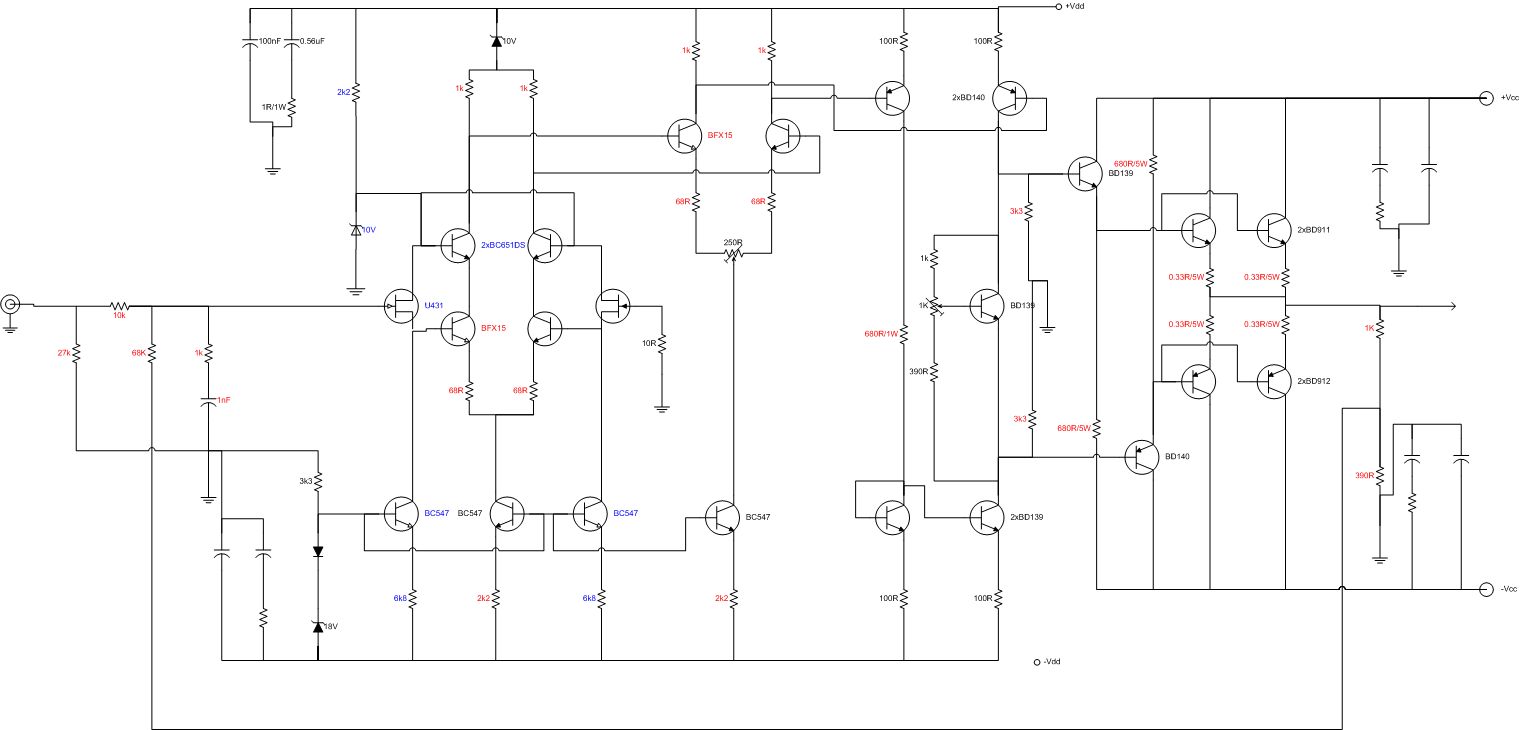 +Vdd
100nF
0.56uF
10V
1k
1k
100R
100R
2k2
1k
1k
2xBD140
+Vcc
1R/1W
BFX15
680R/5W
BD139
68R
68R
3k3
10V
2xBC651DS
250R
2xBD911
1k
0.33R/5W
0.33R/5W
U431
1K
BD139
10k
BFX15
0.33R/5W
0.33R/5W
1K
680R/1W
27k
68K
1k
10R
390R
2xBD912
68R
68R
1nF
3k3
680R/5W
BD140
390R
3k3
BC547
BC547
BC547
BC547
2xBD139
6k8
2k2
6k8
2k2
100R
100R
-Vcc
18V
-Vdd